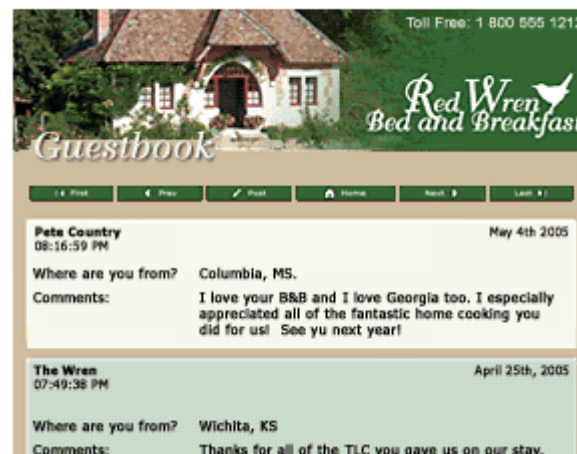 Toll Free: 1 800 555 1212
Red Wren
Bed and Breakfast
Guestbook
First Prev Post Home Next Last
Pete Country May 4th 2005
08:16:59 PM
Where are you from? Columbia, MS.
Comments: I love your B&B and I love Georgia too. I especially
appreciated all of the fantastic home cooking you
did for us! See yu next year!
The Wren April 25th, 2005
07:49:38 PM
Where are you from? Wichita, KS
Comments: Thanks for all of the TLC you gave us on our stay.